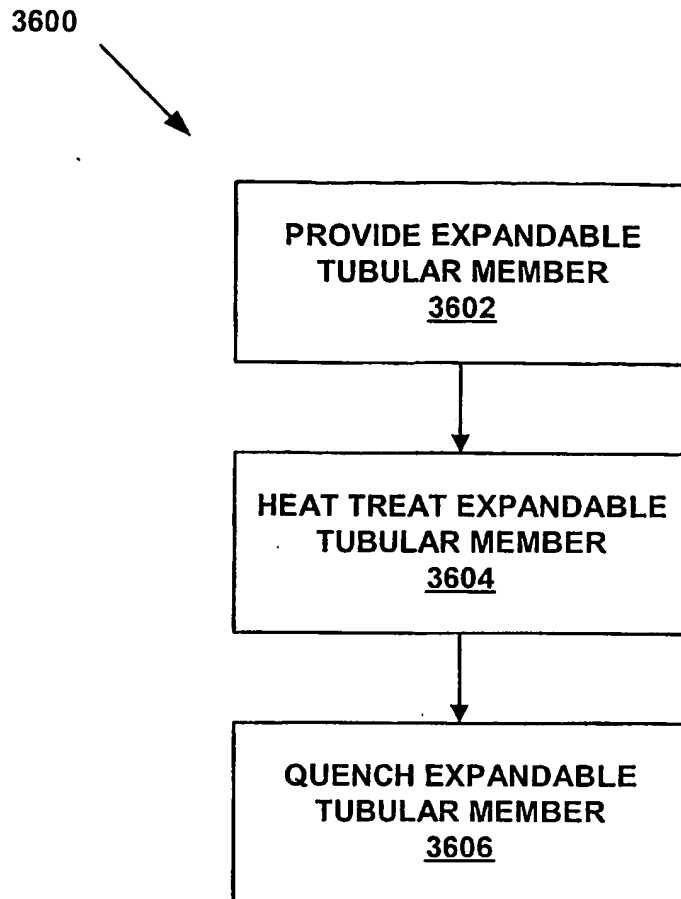 3600
PROVIDE EXPANDABLE
TUBULAR MEMBER
3602
HEAT TREAT EXPANDABLE
TUBULAR MEMBER
3604
QUENCH EXPANDABLE
TUBULAR MEMBER
3606